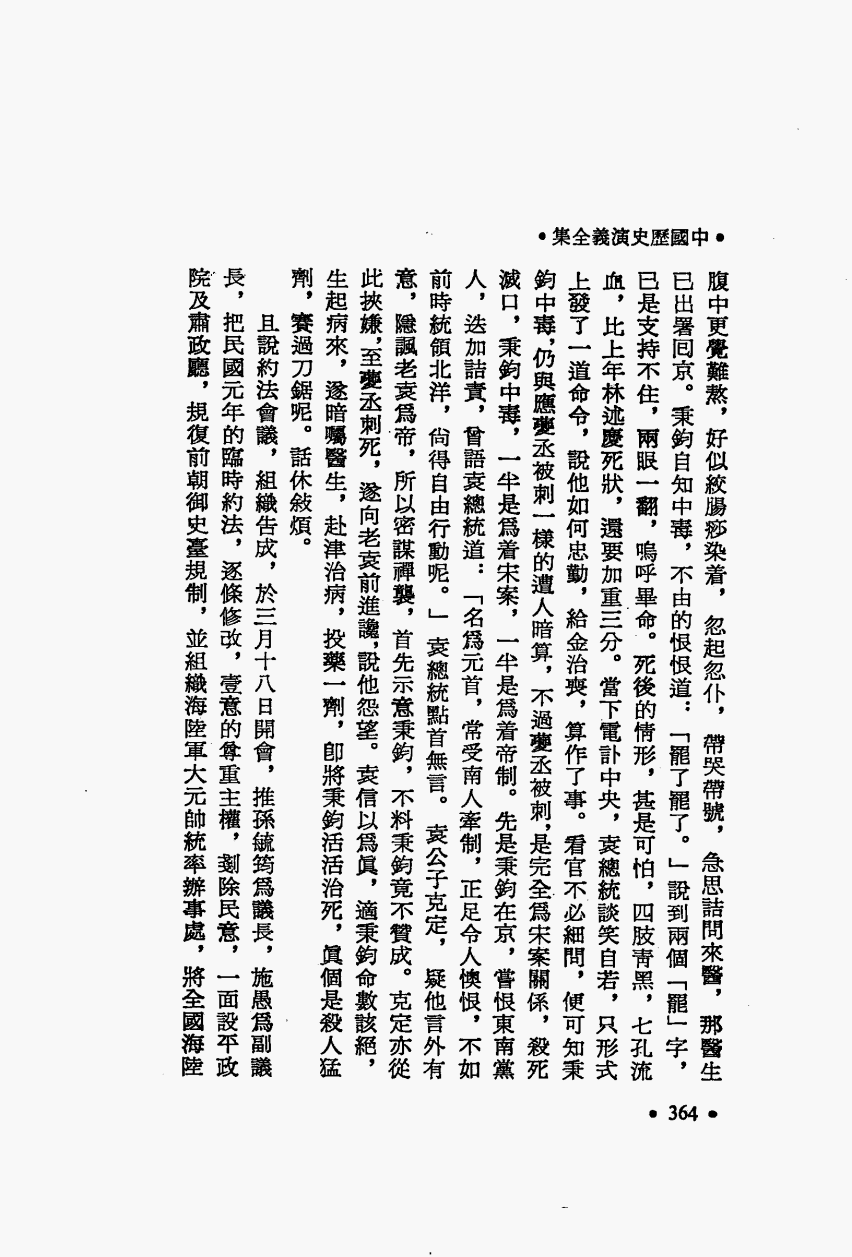 •中國歷史演義全集•
腹中更覺難熬，好似絞腸痧染着，忽起忽仆，帶哭帶號，急思詰問來醫，那醫生
已出署囘京。秉鈞自知中毒，不由的恨恨道：「罷了罷了。」說到兩個「罷」字，
已是支持不住，兩眼一翻，嗚呼畢命。死後的情形，甚是可怕，四肢青黑，七孔流
血，比上年林述慶死狀，還要加重三分。當下電訃中央，袁總統談笑自若，只形式
上發了一道命令，說他如何忠勤，給金治喪，算作了事。看官不必細問，便可知秉
鈞中毒，仍與應夔丞被刺一樣的遭人暗算，不過夔丞被刺，是完全爲宋案關係，殺死
滅口，秉鈞中毒，一半是爲着宋案，一半是爲着帝制。先是秉鈞在京，嘗恨東南黨
人，迭加詰責，曾語袁總統道：「名爲元首，常受南人牽制，正足令人懊恨，不如
前時統領北洋，尙得自由行動呢。」袁總統點首無言。袁公子克定，疑他言外有
意，隱諷老袁爲帝，所以密謀禪襲，首先示意秉鈞，不料秉鈞竟不贊成。克定亦從
此挾嫌，至夔丞刺死，遂向老袁前進讒，說他怨望。袁信以爲眞，適秉鈞命數該絕，
生起病來，遂暗囑醫生，赴津治病，投藥一劑，卽將秉鈞活活治死，眞個是殺人猛
劑，賽過刀鋸呢。話休敍煩。
且說約法會議，組織告成，於三月十八日開會，推孫毓筠爲議長，施愚爲副議
長，把民國元年的臨時約法，逐條修改，壹意的尊重主權，剗除民意，一面設平政
院及肅政廳，規復前朝御史臺規制，並組織海陸軍大元帥統率辦事處，將全國海陸
•364•